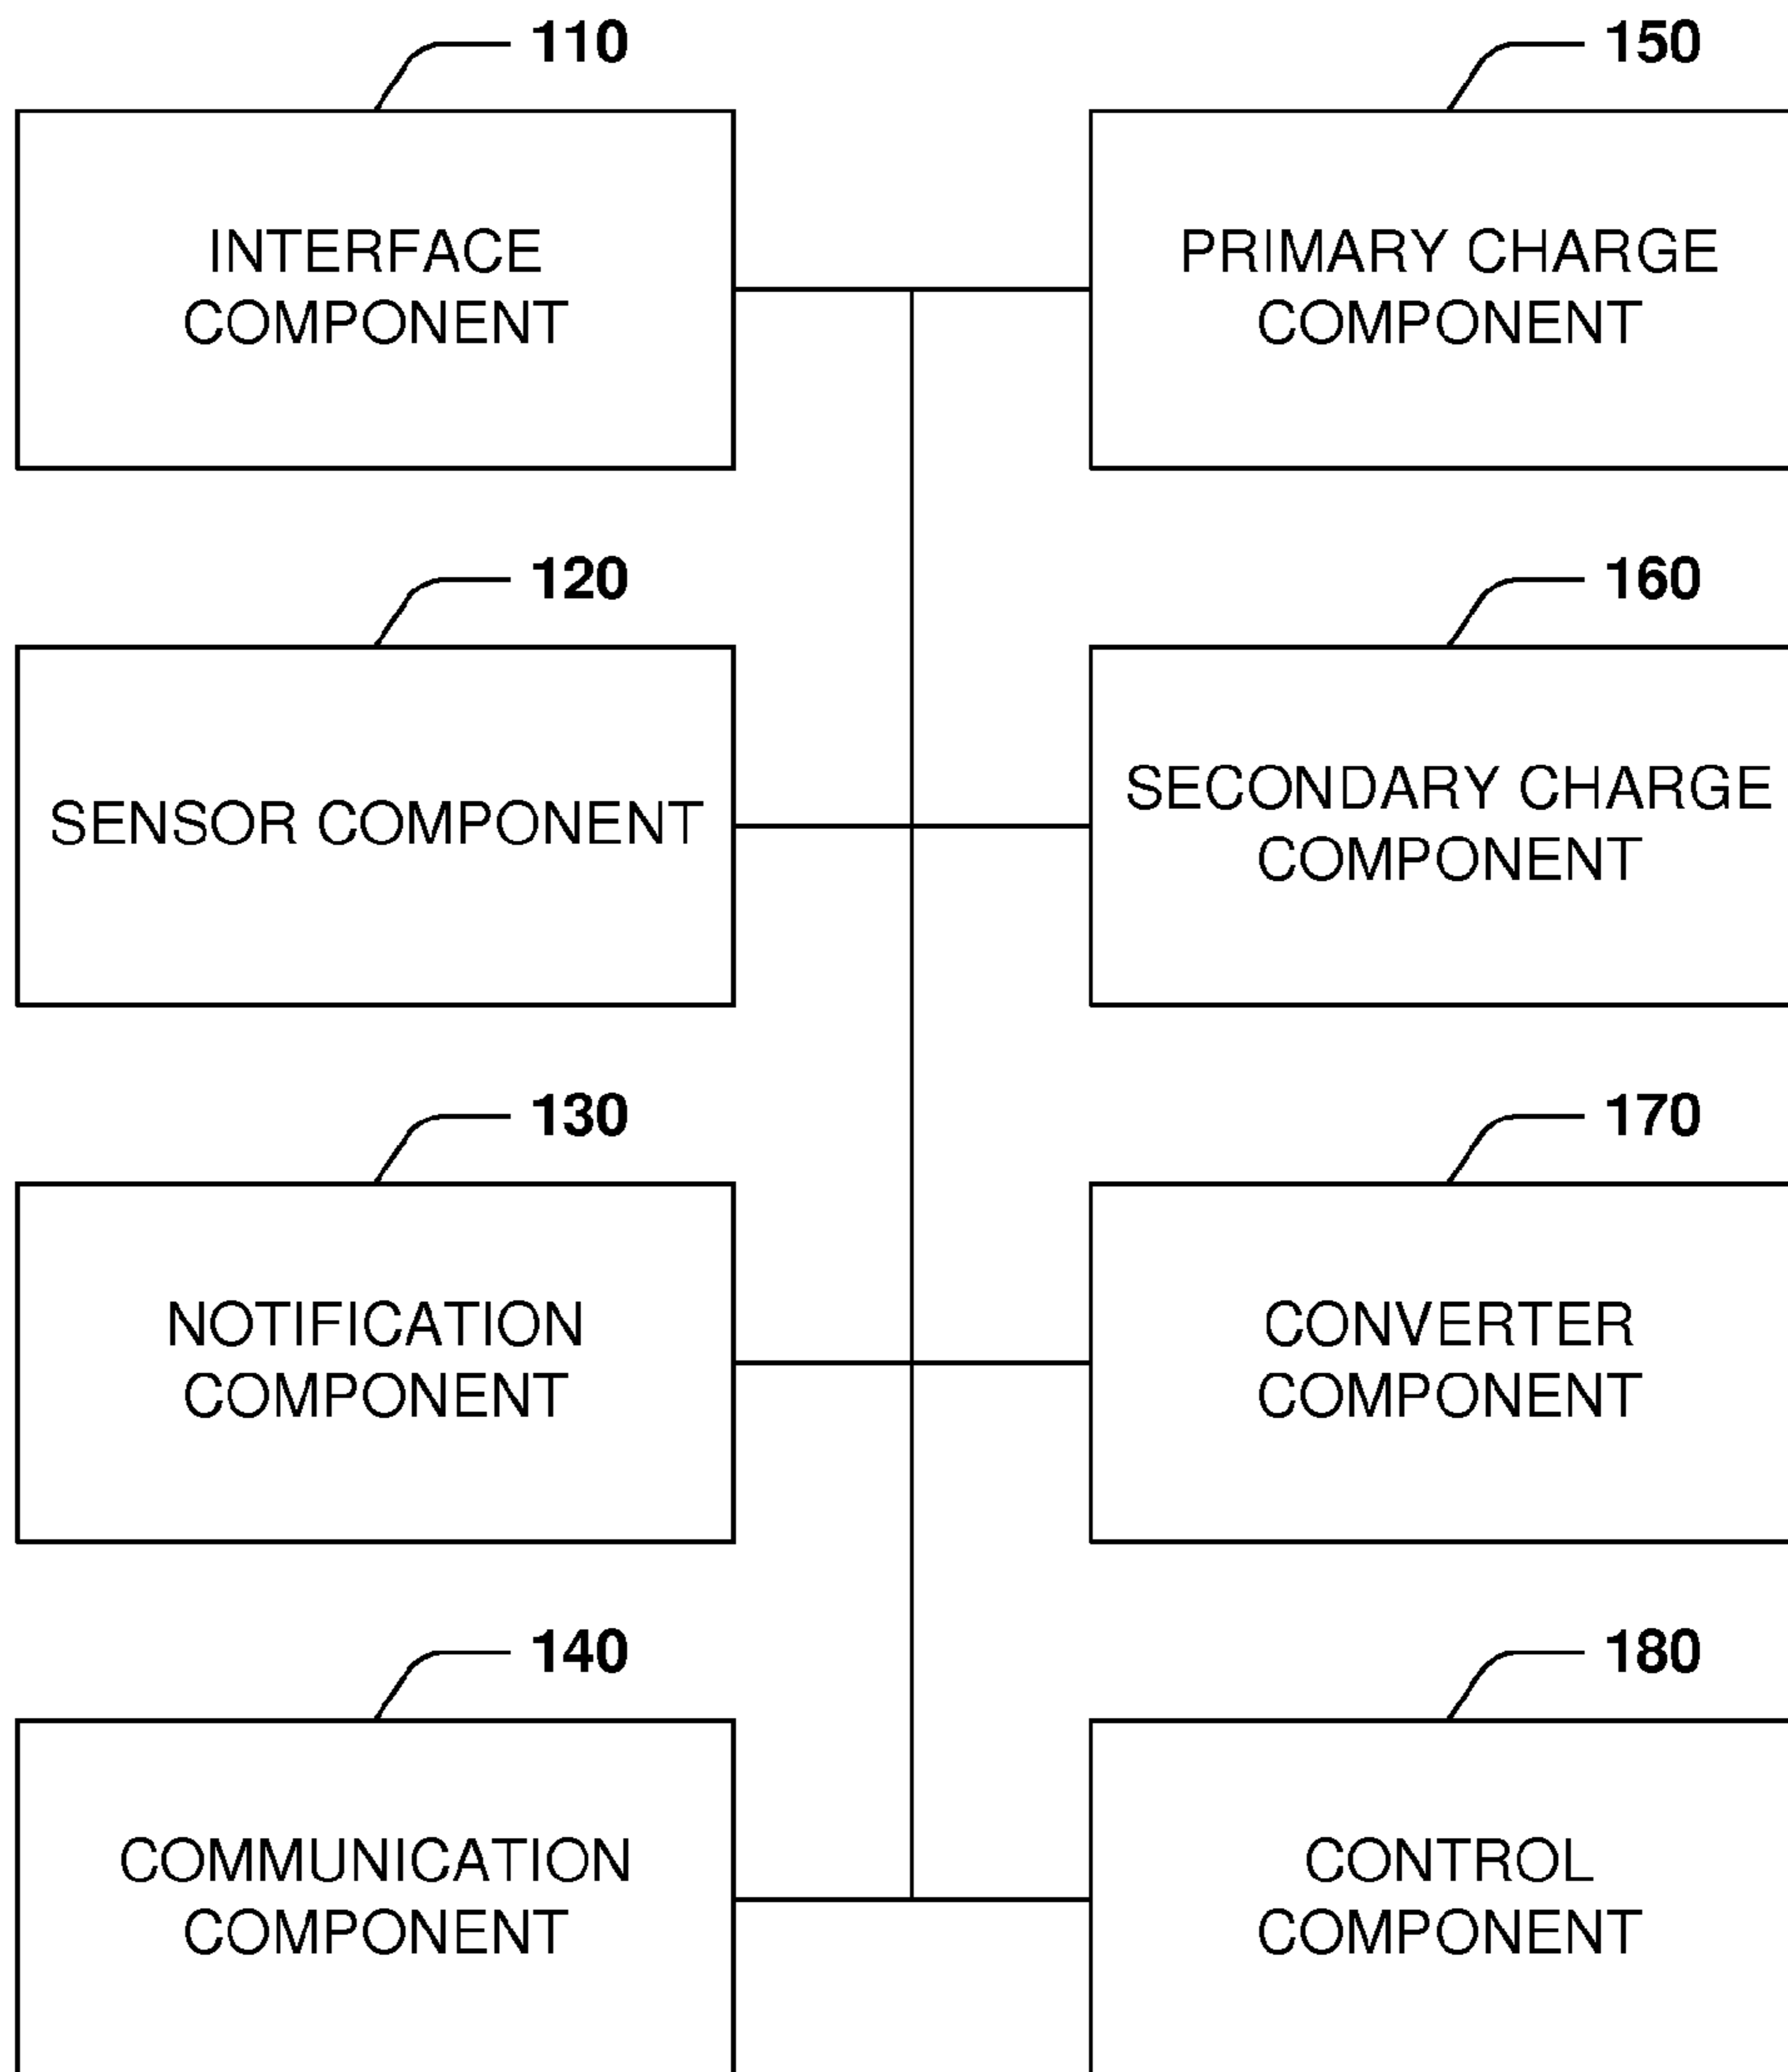 110
INTERFACE
COMPONENT
150
PRIMARY CHARGE
COMPONENT
120
SENSOR COMPONENT
160
SECONDARY CHARGE
COMPONENT
130
NOTIFICATION
COMPONENT
170
CONVERTER
COMPONENT
140
COMMUNICATION
COMPONENT
180
CONTROL
COMPONENT